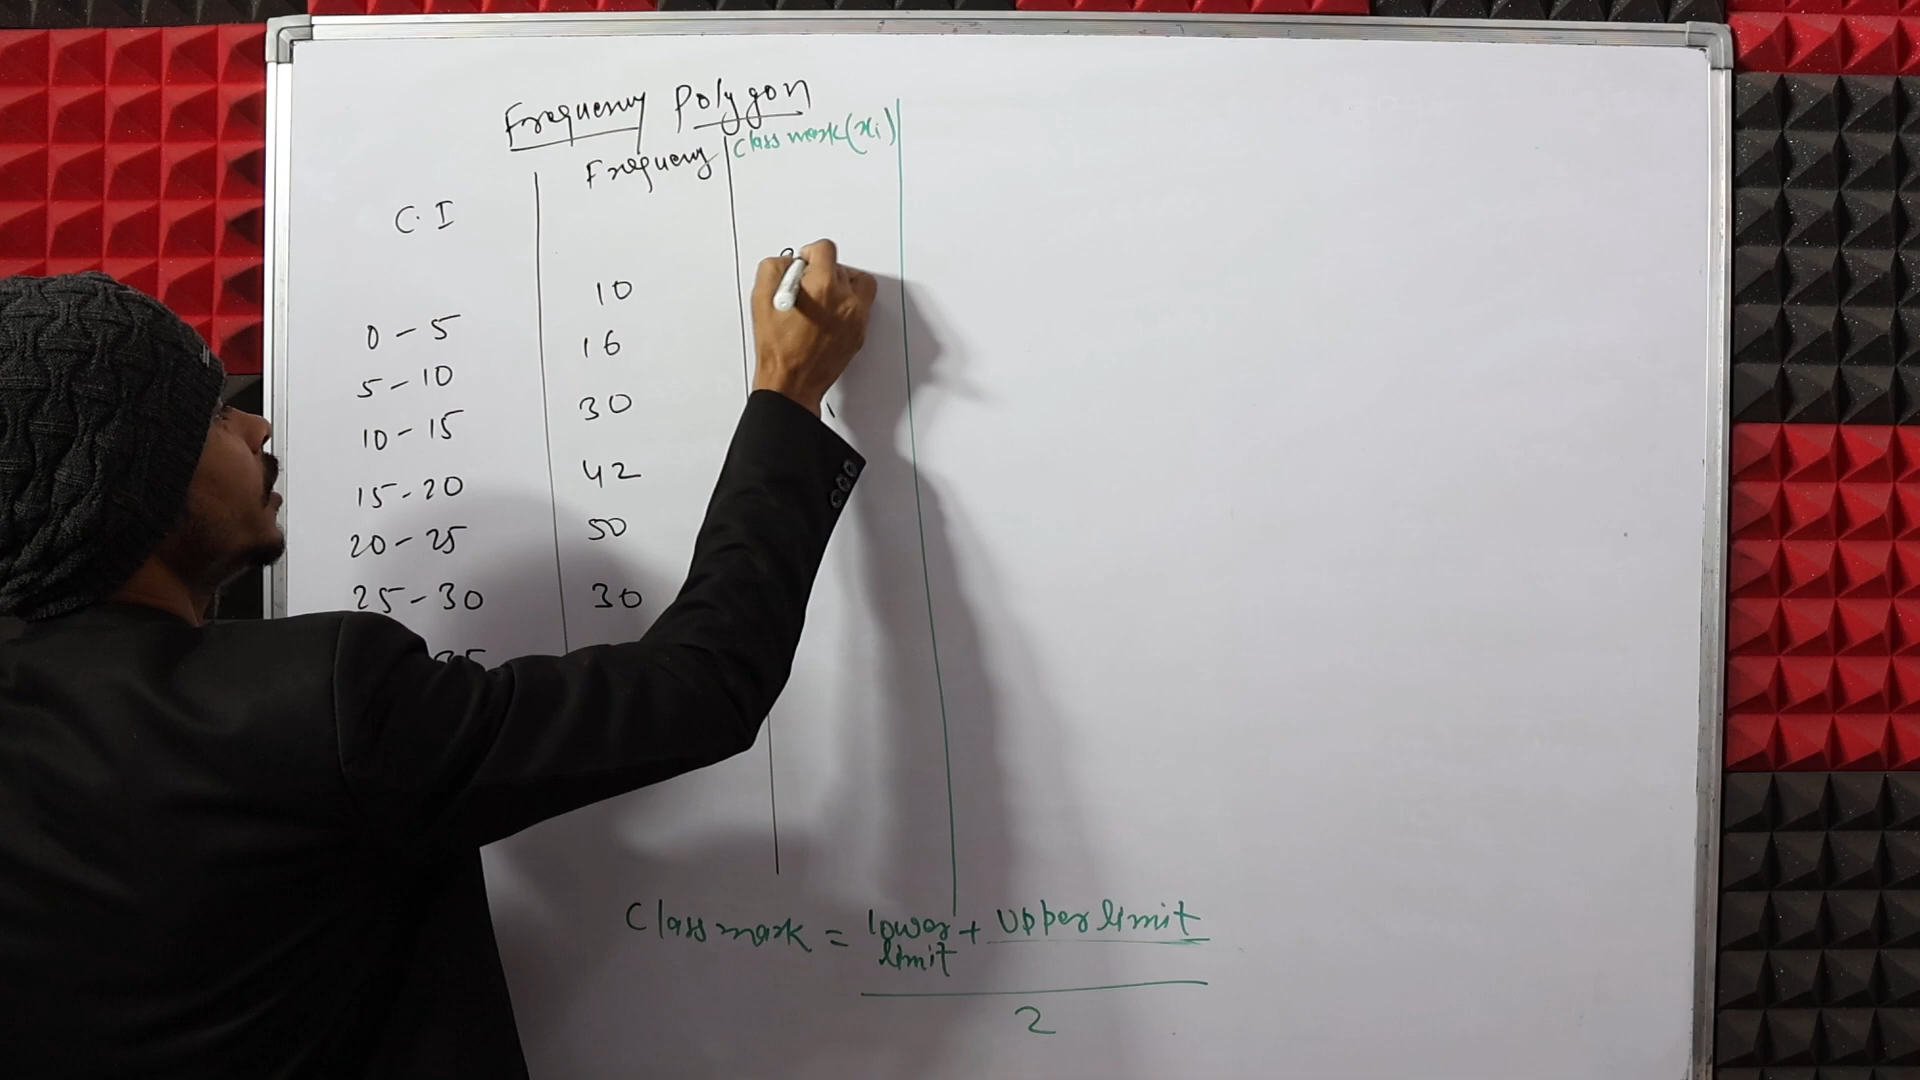 Frequency Polygon
C.I Frequency Class mark (xi)
0-5 10
5-10 16
10-15 30
15-20 42
20-25 50
25-30 30
35
Class mark = lower limit + Upper limit
2